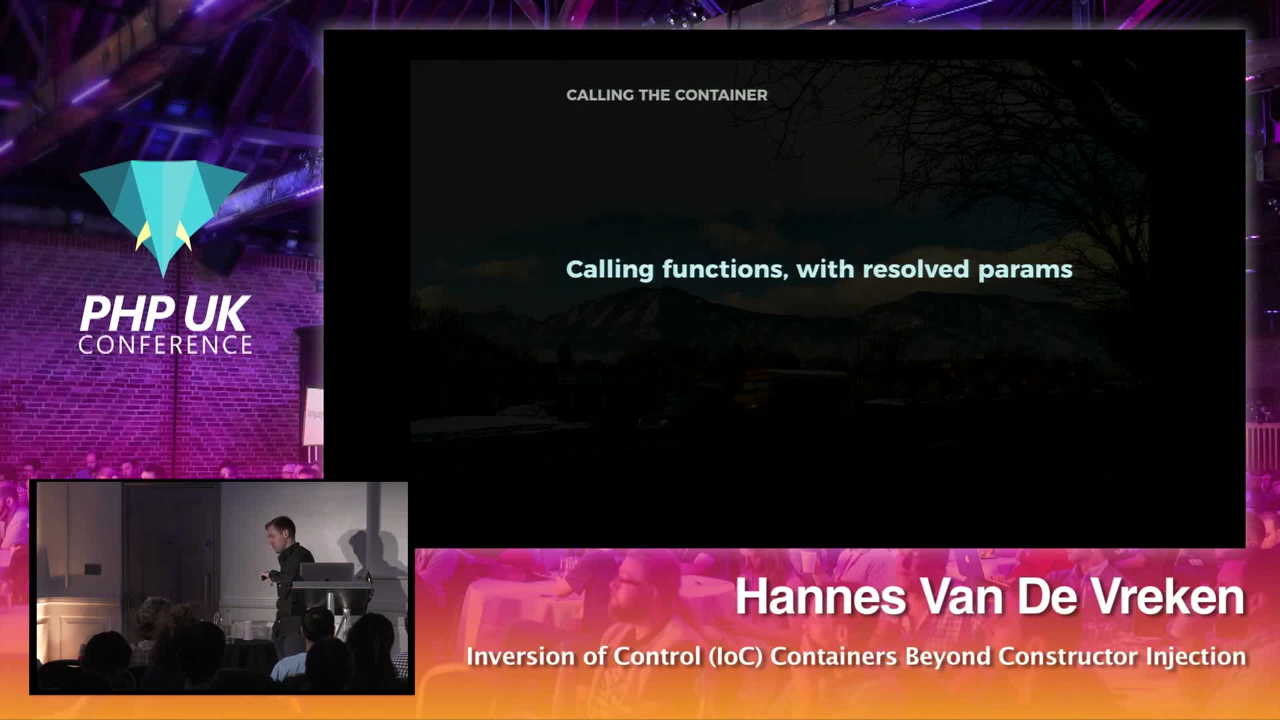 CALLING THE CONTAINER
Calling functions, with resolved params
PHP UK
CONFERENCE
Hannes Van De Vreken
Inversion of Control (IoC) Containers Beyond Constructor Injection